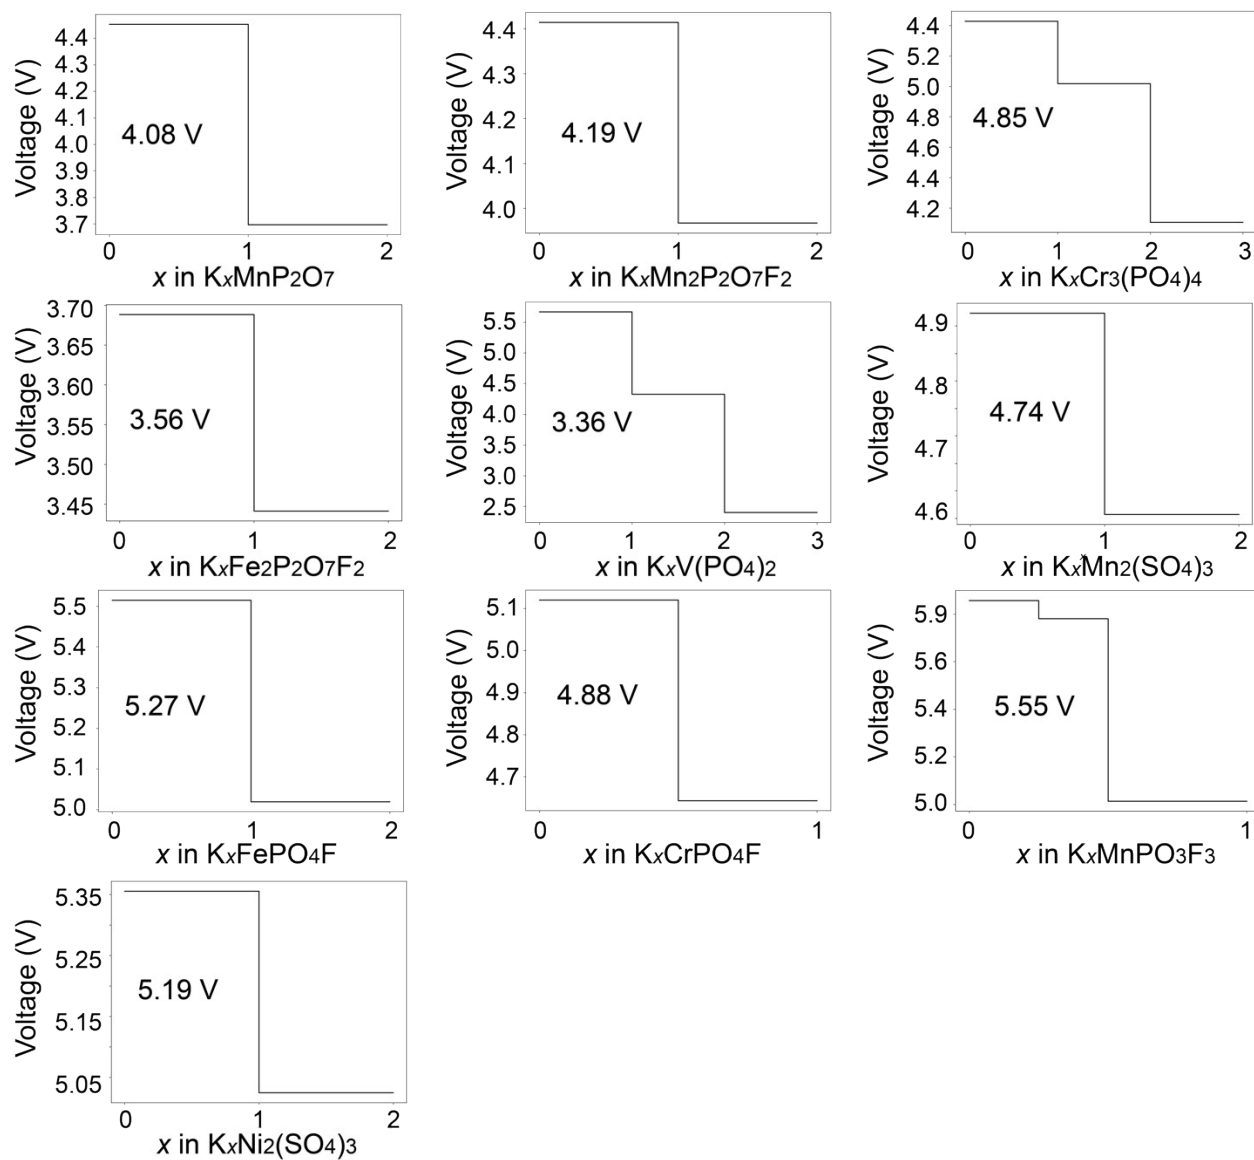 Voltage (V)
4.4
4.3
4.2
4.1
4.0
3.9
3.8
3.7
4.08 V
0 1 2
x in KxMnP2O7
Voltage (V)
4.4
4.3
4.2
4.1
4.0
4.19 V
0 1 2
x in KxMn2P2O7F2
Voltage (V)
4.4
5.4
5.2
5.0
4.8
4.6
4.4
4.2
4.85 V
0 1 2 3
x in KxCr3(PO4)4
Voltage (V)
3.70
3.65
3.60
3.55
3.50
3.45
3.56 V
0 1 2
x in KxFe2P2O7F2
Voltage (V)
5.5
5.0
4.5
4.0
3.5
3.0
2.5
3.36 V
0 1 2 3
x in KxV(PO4)2
Voltage (V)
4.9
4.8
4.7
4.6
4.74 V
0 1 2
x in KxMn2(SO4)3
Voltage (V)
5.5
5.4
5.3
5.2
5.1
5.0
5.27 V
0 1 2
x in KxFePO4F
Voltage (V)
5.1
5.0
4.9
4.8
4.7
4.88 V
0 1
x in KxCrPO4F
Voltage (V)
5.9
5.6
5.4
5.2
5.0
5.55 V
0 1
x in KxMnPO3F3
Voltage (V)
5.35
5.25
5.15
5.05
5.19 V
0 1 2
x in KxNi2(SO4)3